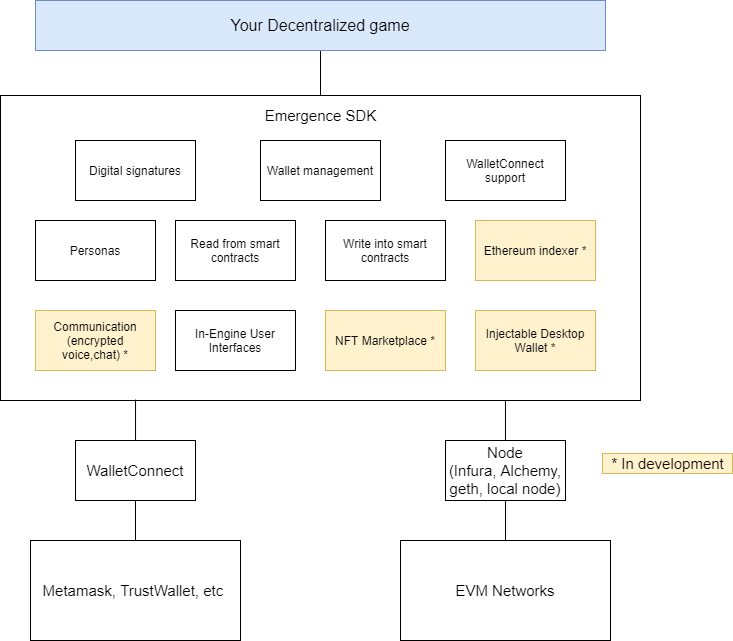 Your Decentralized game
Emergence SDK
Digital signatures
Wallet management
WalletConnect
support
Personas
Read from smart
contracts
Write into smart
contracts
Ethereum indexer *
Communication
(encrypted
voice,chat) *
In-Engine User
Interfaces
NFT Marketplace *
Injectable Desktop
Wallet *
WalletConnect
Node
(Infura, Alchemy,
geth, local node)
* In development
Metamask, TrustWallet, etc
EVM Networks